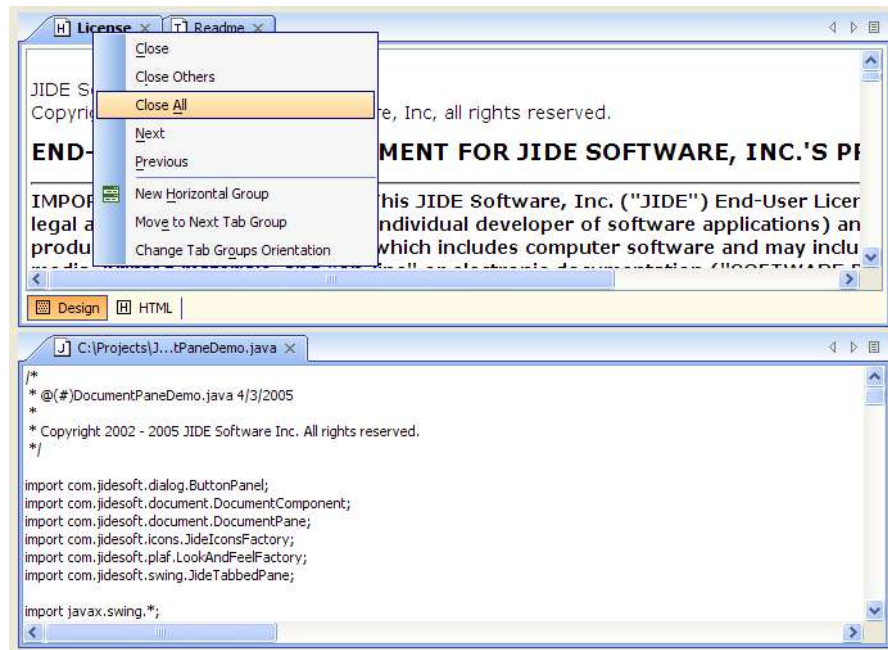 License Readme
Close
Close Others
Close All
Next
Previous
New Horizontal Group
Move to Next Tab Group
Change Tab Groups Orientation
JIDE S
Copyri re, Inc, all rights reserved.
END- MENT FOR JIDE SOFTWARE, INC.'S
IMPOR his JIDE Software, Inc. ("JIDE") End-User Licen
legal a ndividual developer of software applications) an
produ which includes computer software and may inclu
Design HTML
C:\Projects\J...tPaneDemo.java
/*
* @(#)DocumentPaneDemo.java 4/3/2005
*
* Copyright 2002 - 2005 JIDE Software Inc. All rights reserved.
*/
import com.jidesoft.dialog.ButtonPanel;
import com.jidesoft.document.DocumentComponent;
import com.jidesoft.document.DocumentPane;
import com.jidesoft.icons.JideIconsFactory;
import com.jidesoft.plaf.LookAndFeelFactory;
import com.jidesoft.swing.JideTabbedPane;
import javax.swing.*;